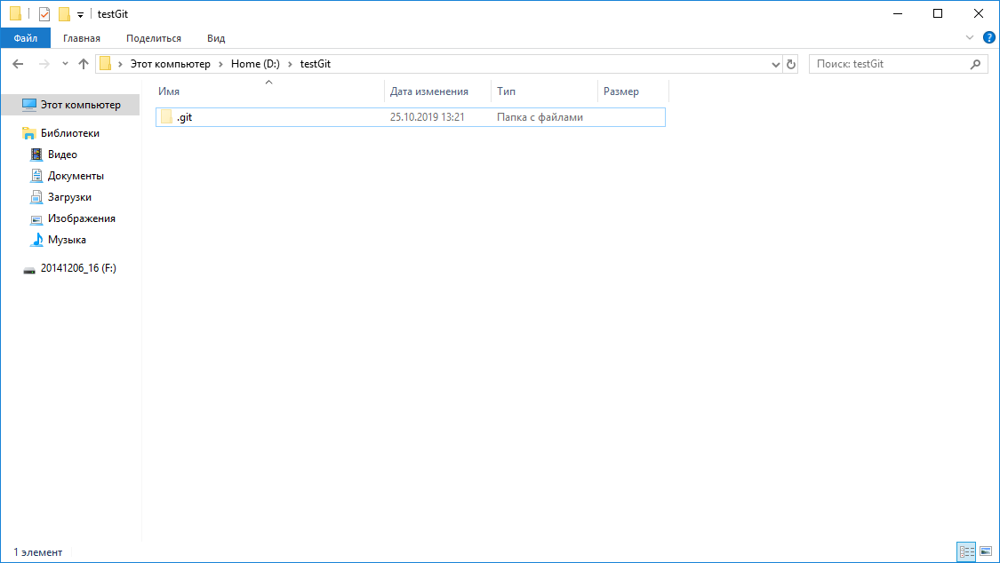 testGit
Файл Главная Поделиться Вид
Этот компьютер Home (D:) testGit Поиск: testGit
Имя Дата изменения Тип Размер
.git 25.10.2019 13:21 Папка с файлами
Этот компьютер
Библиотеки
Видео
Документы
Загрузки
Изображения
Музыка
20141206_16 (F:)
1 элемент